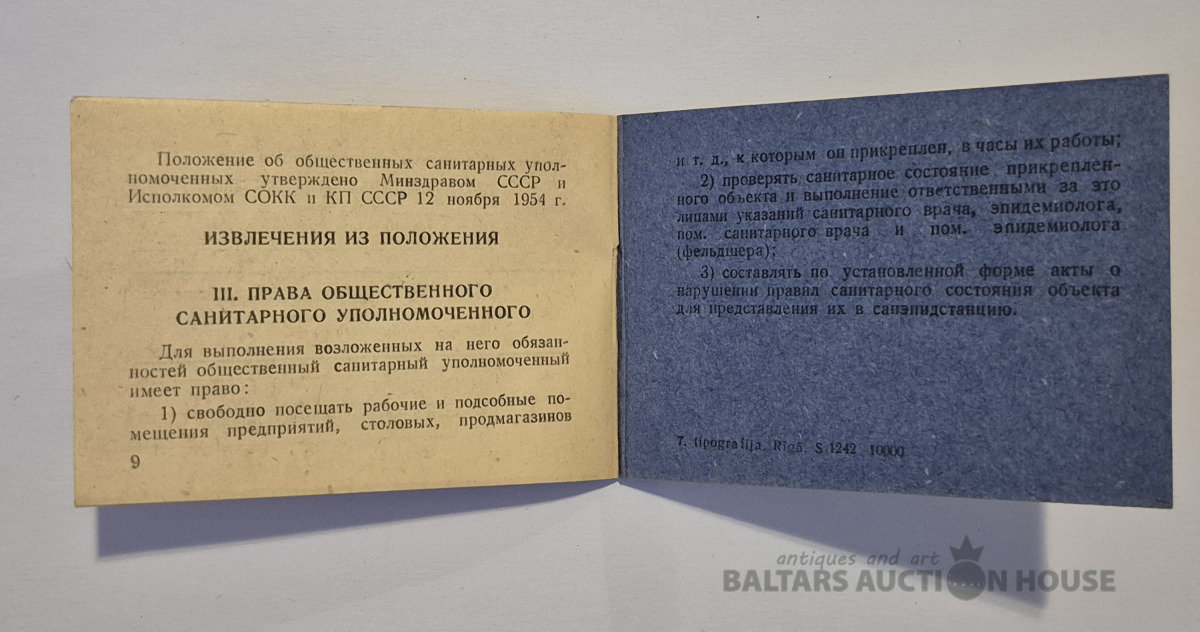 Положение об общественных санитарных упол-
номоченных утверждено Минздравом СССР и
Исполкомом СОКК и КП СССР 12 ноября 1954 г.
ИЗВЛЕЧЕНИЯ ИЗ ПОЛОЖЕНИЯ
III. ПРАВА ОБЩЕСТВЕННОГО
САНИТАРНОГО УПОЛНОМОЧЕННОГО
Для выполнения возложенных на него обязан-
ностей общественный санитарный уполномоченный
имеет право:
1) свободно посещать рабочие и подсобные по-
мещения предприятий, столовых, продмагазинов
9
и т. д., к которым он прикреплен, в часы их работы;
2) проверять санитарное состояние прикреплен-
ного объекта и выполнение ответственными за это
лицами указаний санитарного врача, эпидемиолога,
пом. санитарного врача и пом. эпидемиолога
(фельдшера);
3) составлять по установленной форме акты о
нарушении правил санитарного состояния объекта
для представления их в санэпидстанцию.
7. tipografija, Rīgā. S-1242 10000
antiques and art
BALTARS AUCTION HOUSE